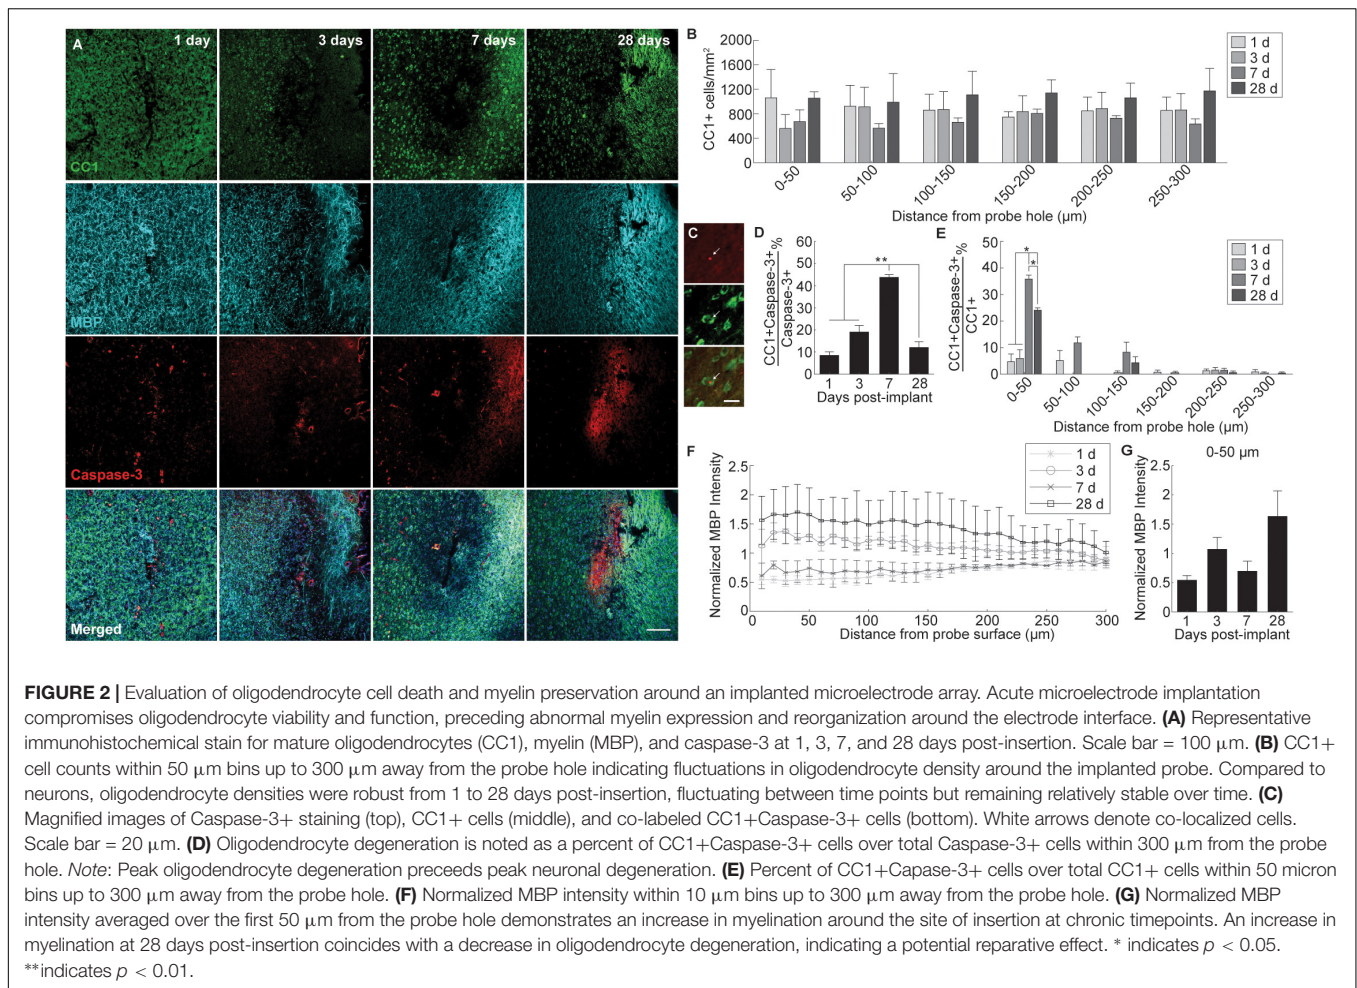 A
1 day
3 days
7 days
28 days
CC1
MBP
Caspase-3
Merged
B
CC1+ cells/mm²
2000
1600
1200
800
400
0
0-50
50-100
100-150
150-200
200-250
250-300
Distance from probe hole (µm)
1 d
3 d
7 d
28 d
C
D
CC1+Caspase-3+ %
Caspase-3+
60
50
40
30
20
10
0
**
1
3
7
28
Days post-implant
E
CC1+Caspase-3+ %
CC1+
50
40
30
20
10
0
*
*
0-50
50-100
100-150
150-200
200-250
250-300
Distance from probe hole (µm)
1 d
3 d
7 d
28 d
F
Normalized MBP Intensity
2.5
2
1.5
1
0.5
0
50
100
150
200
250
300
Distance from probe surface (µm)
1 d
3 d
7 d
28 d
G
0-50 µm
Normalized MBP Intensity
2.5
2
1.5
1
0.5
0
1
3
7
28
Days post-implant
FIGURE 2 | Evaluation of oligodendrocyte cell death and myelin preservation around an implanted microelectrode array. Acute microelectrode implantation
compromises oligodendrocyte viability and function, preceding abnormal myelin expression and reorganization around the electrode interface. (A) Representative
immunohistochemical stain for mature oligodendrocytes (CC1), myelin (MBP), and caspase-3 at 1, 3, 7, and 28 days post-insertion. Scale bar = 100 µm. (B) CC1+
cell counts within 50 µm bins up to 300 µm away from the probe hole indicating fluctuations in oligodendrocyte density around the implanted probe. Compared to
neurons, oligodendrocyte densities were robust from 1 to 28 days post-insertion, fluctuating between time points but remaining relatively stable over time. (C)
Magnified images of Caspase-3+ staining (top), CC1+ cells (middle), and co-labeled CC1+Caspase-3+ cells (bottom). White arrows denote co-localized cells.
Scale bar = 20 µm. (D) Oligodendrocyte degeneration is noted as a percent of CC1+Caspase-3+ cells over total Caspase-3+ cells within 300 µm from the probe
hole. Note: Peak oligodendrocyte degeneration preceeds peak neuronal degeneration. (E) Percent of CC1+Capase-3+ cells over total CC1+ cells within 50 micron
bins up to 300 µm away from the probe hole. (F) Normalized MBP intensity within 10 µm bins up to 300 µm away from the probe hole. (G) Normalized MBP
intensity averaged over the first 50 µm from the probe hole demonstrates an increase in myelination around the site of insertion at chronic timepoints. An increase in
myelination at 28 days post-insertion coincides with a decrease in oligodendrocyte degeneration, indicating a potential reparative effect. * indicates p < 0.05.
**indicates p < 0.01.